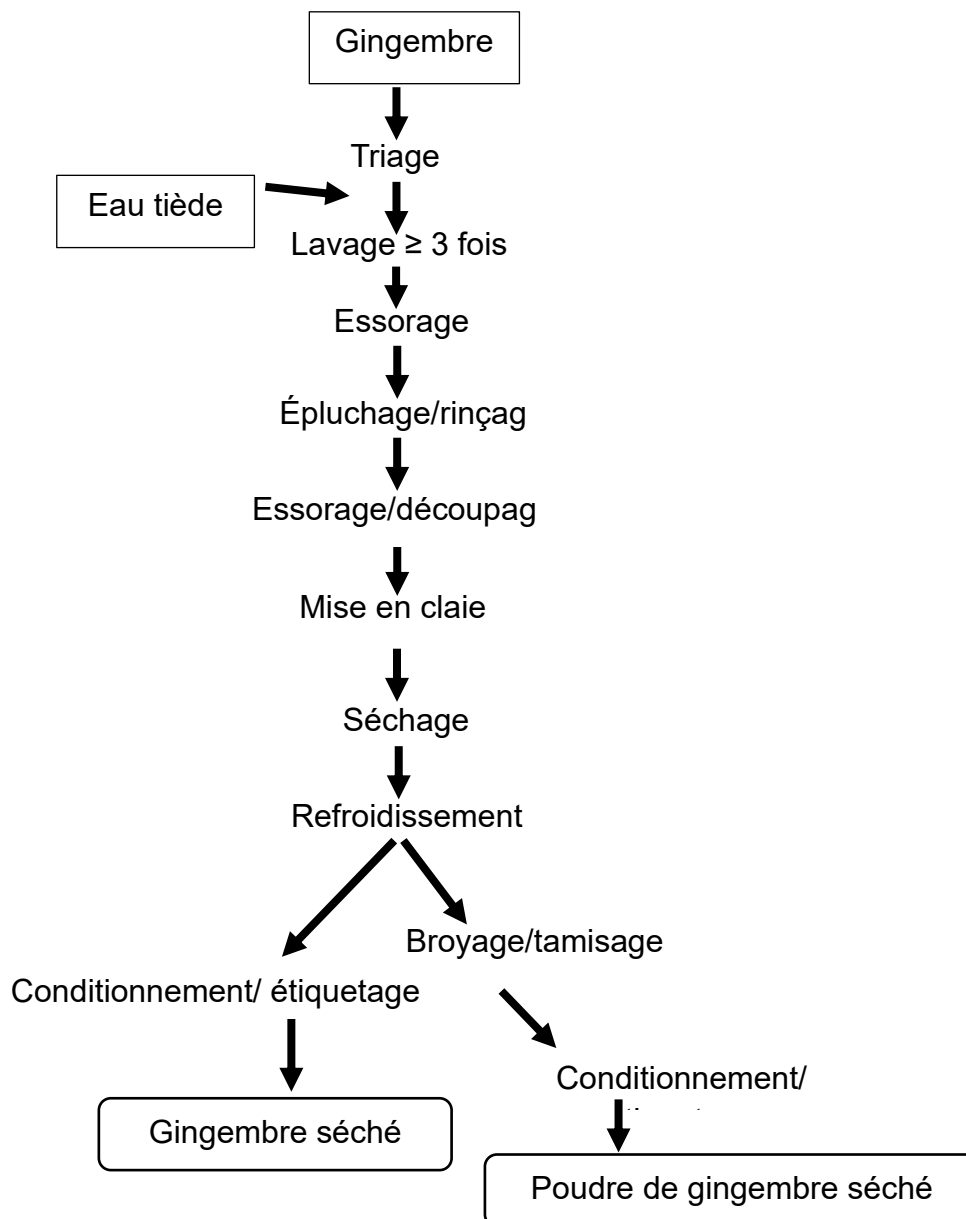 Gingembre
Triage
Eau tiède
Lavage ≥ 3 fois
Essorage
Épluchage/rinçag
Essorage/découpag
Mise en claie
Séchage
Refroidissement
Broyage/tamisage
Conditionnement/ étiquetage
Conditionnement/
Gingembre séché
Poudre de gingembre séché